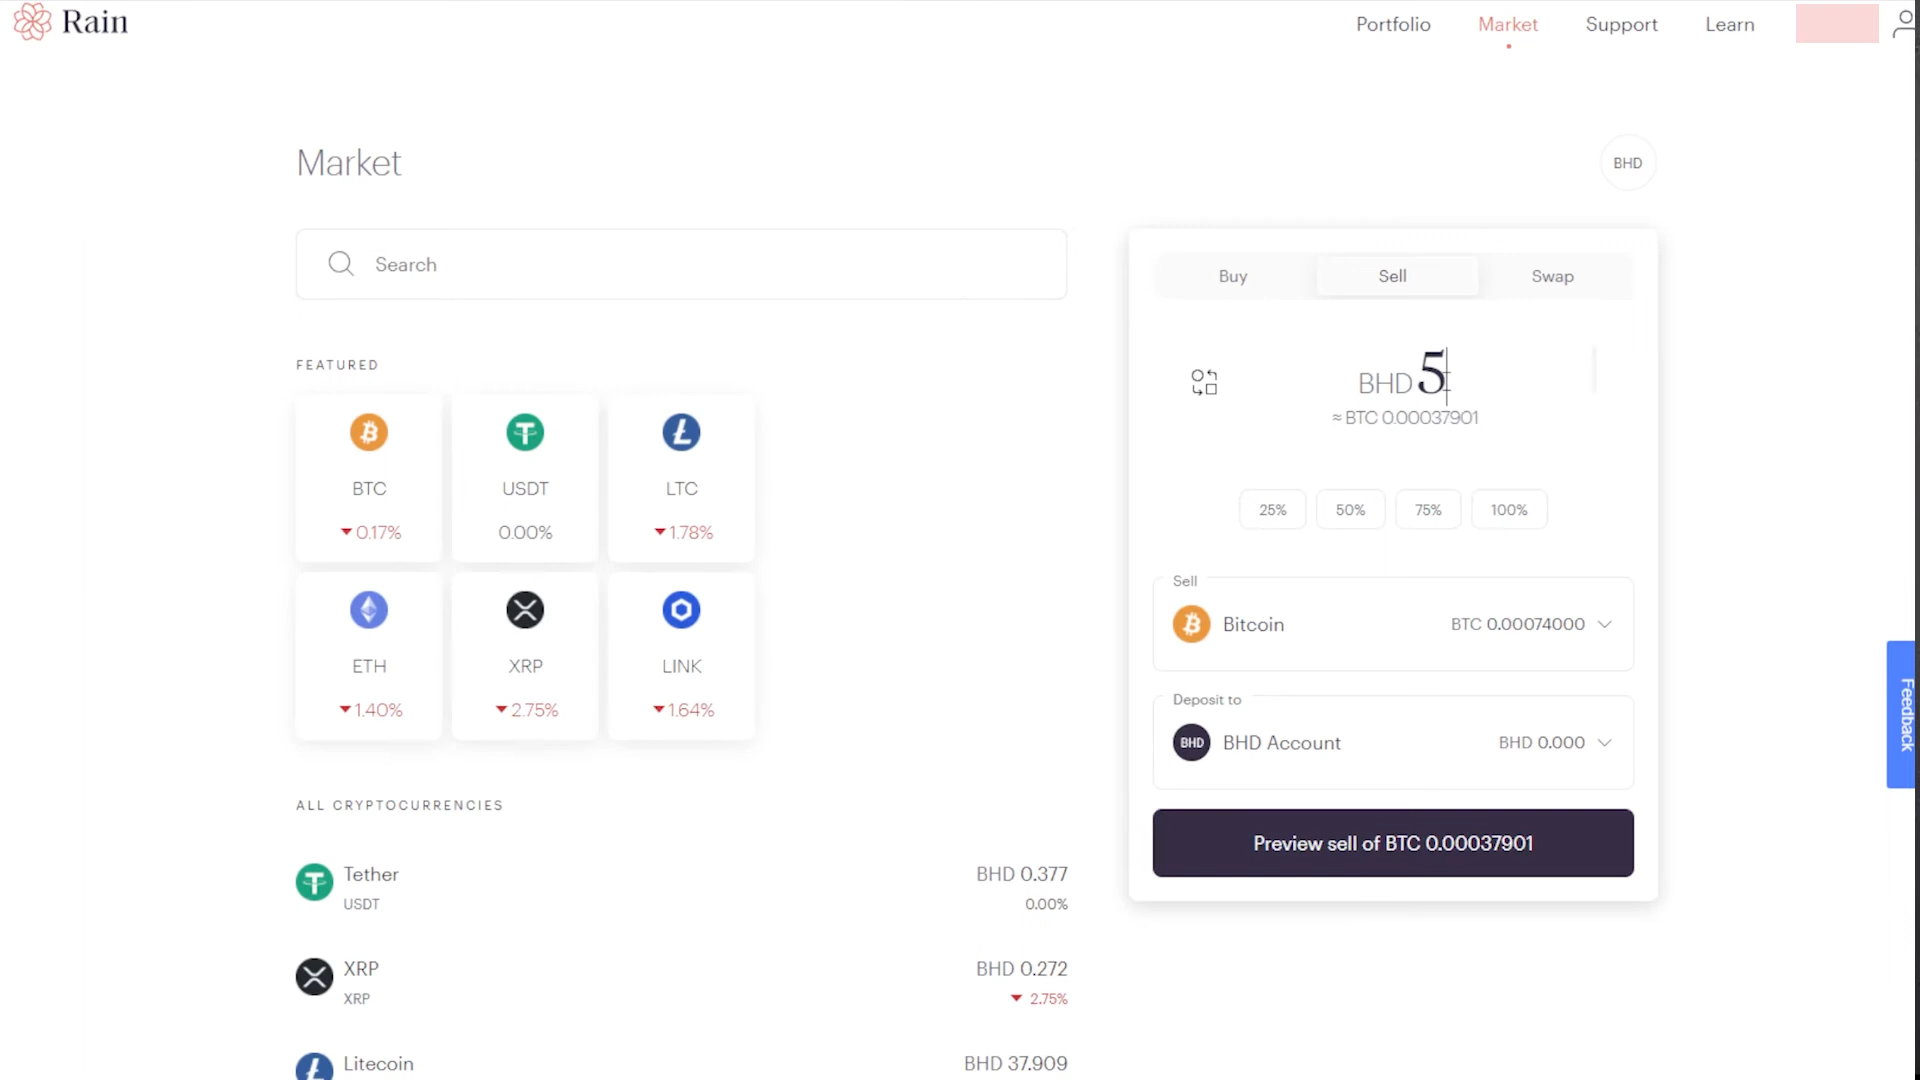 Rain
Portfolio
Market
Support
Learn
Market
BHD
Search
FEATURED
BTC
0.17%
USDT
0.00%
LTC
1.78%
ETH
1.40%
XRP
2.75%
LINK
1.64%
ALL CRYPTOCURRENCIES
Tether
USDT
BHD 0.377
0.00%
XRP
XRP
BHD 0.272
2.75%
Litecoin
BHD 37.909
Buy
Sell
Swap
BHD 5
≈ BTC 0.00037901
25%
50%
75%
100%
Sell
Bitcoin
BTC 0.00074000
Deposit to
BHD
BHD Account
BHD 0.000
Preview sell of BTC 0.00037901
Feedback